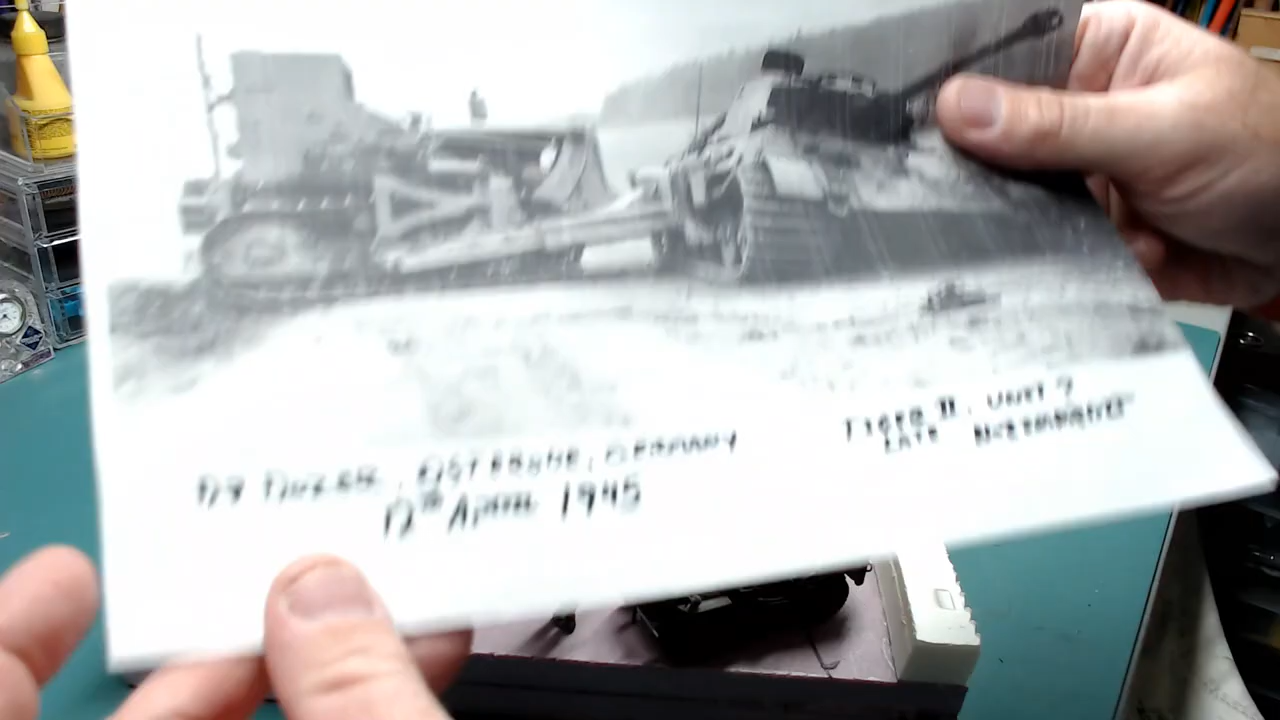 D9 DOZER, OSTERODE, GERMANY
12TH APRIL 1945
TIGER II. UNIT ?
LATE